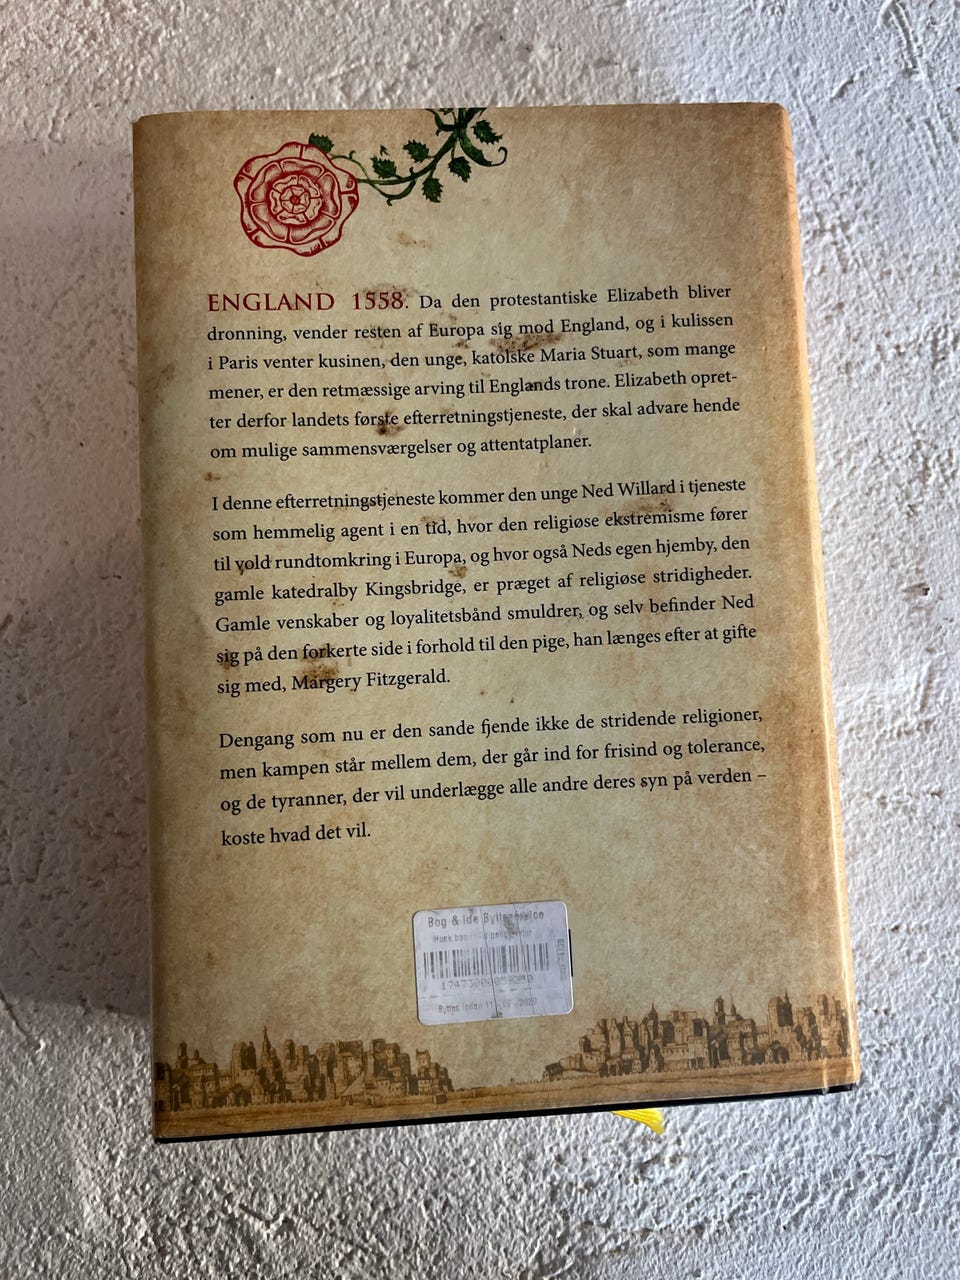 ENGLAND 1558. Da den protestantiske Elizabeth bliver
dronning, vender resten af Europa sig mod England, og i kulissen
i Paris venter kusinen, den unge, katolske Maria Stuart, som mange
mener, er den retmæssige arving til Englands trone. Elizabeth opret-
ter derfor landets første efterretningstjeneste, der skal advare hende
om mulige sammensværgelser og attentatplaner.
I denne efterretningstjeneste kommer den unge Ned Willard i tjeneste
som hemmelig agent i en tid, hvor den religiøse ekstremisme fører
til vold rundtomkring i Europa, og hvor også Neds egen hjemby, den
gamle katedralby Kingsbridge, er præget af religiøse stridigheder.
Gamle venskaber og loyalitetsbånd smuldrer, og selv befinder Ned
sig på den forkerte side i forhold til den pige, han længes efter at gifte
sig med, Margery Fitzgerald.
Dengang som nu er den sande fjende ikke de stridende religioner,
men kampen står mellem dem, der går ind for frisind og tolerance,
og de tyranner, der vil underlægge alle andre deres syn på verden –
koste hvad det vil.
Bog & Ide
Husk
Byttes inden 11